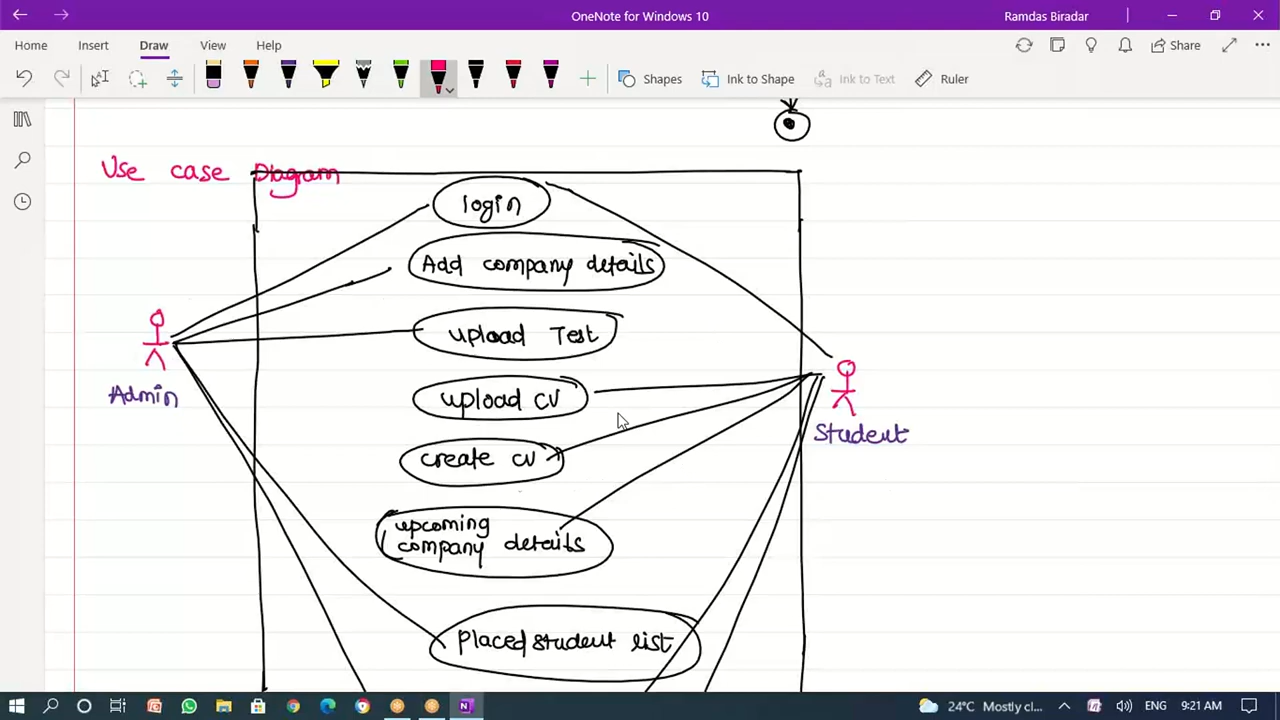 OneNote for Windows 10
Ramdas Biradar
Home
Insert
Draw
View
Help
Share
Shapes
Ink to Shape
Ink to Text
Ruler
Use case Diagram
login
Add company details
upload Test
upload cv
create cv
upcoming
company details
Placed student list
Admin
Student
24°C Mostly cl...
ENG
9:21 AM